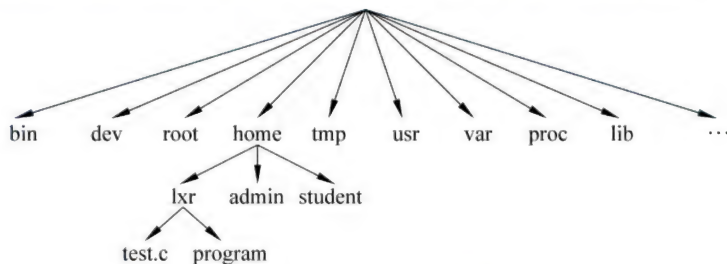 bin dev root home tmp usr var proc lib ...
lxr admin student
test.c program